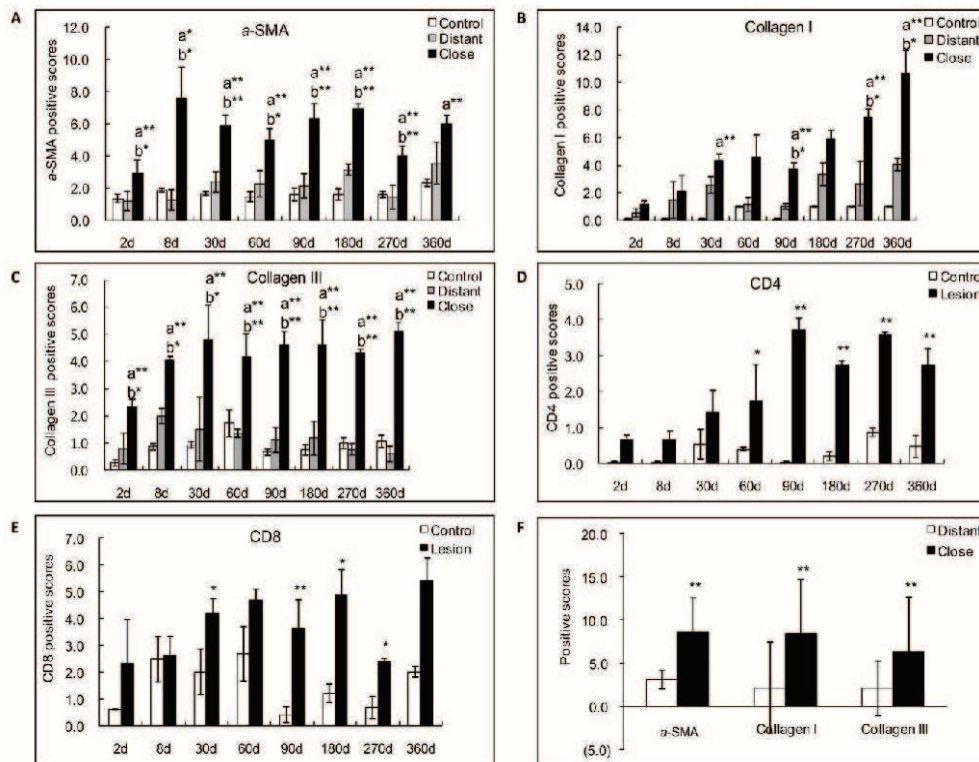 A
a-SMA
Control
Distant
Close
a-SMA positive scores
12.0
10.0
8.0
6.0
4.0
2.0
0.0
a*
b*
a**
b*
a**
b**
a**
b*
a**
b**
a**
b**
a**
b**
a**
2d 8d 30d 60d 90d 180d 270d 360d
B
Collagen I
Control
Distant
Close
Collagen I positive scores
14.0
12.0
10.0
8.0
6.0
4.0
2.0
0.0
a**
a**
b*
a**
b*
a**
b*
2d 8d 30d 60d 90d 180d 270d 360d
C
Collagen III
Control
Distant
Close
Collagen III positive scores
7.0
6.0
5.0
4.0
3.0
2.0
1.0
0.0
a**
b*
a**
b*
a**
b*
a**
b**
a**
b**
a**
b**
a**
b**
a**
b**
2d 8d 30d 60d 90d 180d 270d 360d
D
CD4
Control
Lesion
CD4 positive scores
5.0
4.0
3.0
2.0
1.0
0.0
* ** ** ** **
2d 8d 30d 60d 90d 180d 270d 360d
E
CD8
Control
Lesion
CD8 positive scores
7.0
6.0
5.0
4.0
3.0
2.0
1.0
0.0
* ** * *
2d 8d 30d 60d 90d 180d 270d 360d
F
Distant
Close
Positive scores
20.0
15.0
10.0
5.0
0.0
(5.0)
** ** **
a-SMA Collagen I Collagen III